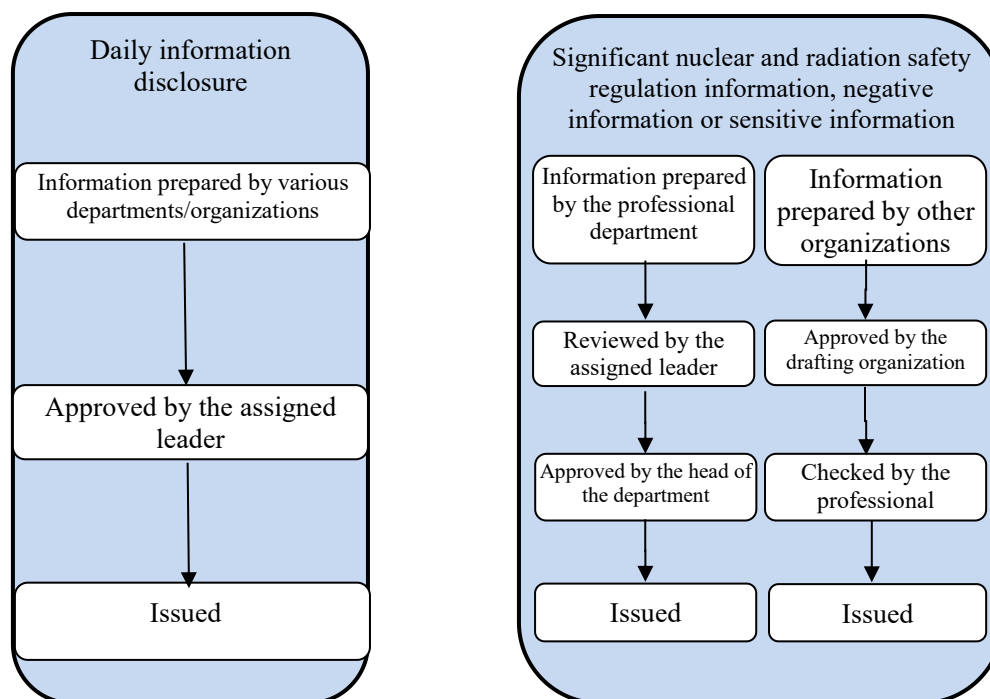 Daily information
disclosure
Information prepared by various
departments/organizations
Approved by the assigned
leader
Issued
Significant nuclear and radiation safety
regulation information, negative
information or sensitive information
Information prepared
by the professional
department
Reviewed by the
assigned leader
Approved by the head of
the department
Issued
Information
prepared by other
organizations
Approved by the
drafting organization
Checked by the
professional
Issued